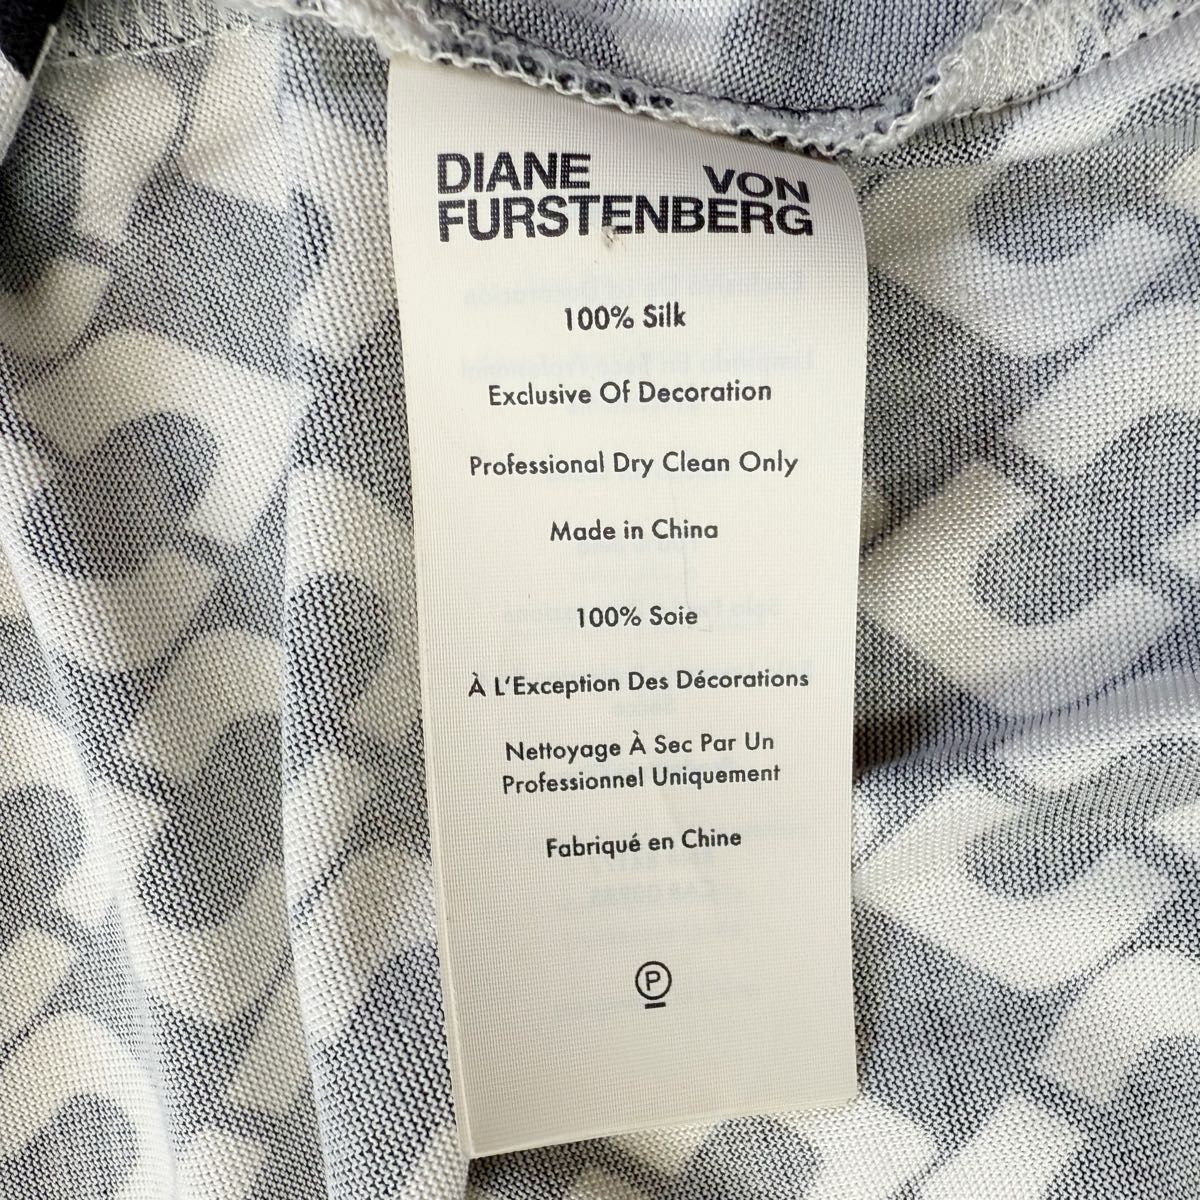 DIANE VON
FURSTENBERG
100% Silk
Exclusive Of Decoration
Professional Dry Clean Only
Made in China
100% Soie
À L'Exception Des Décorations
Nettoyage À Sec Par Un
Professionnel Uniquement
Fabriqué en Chine
P